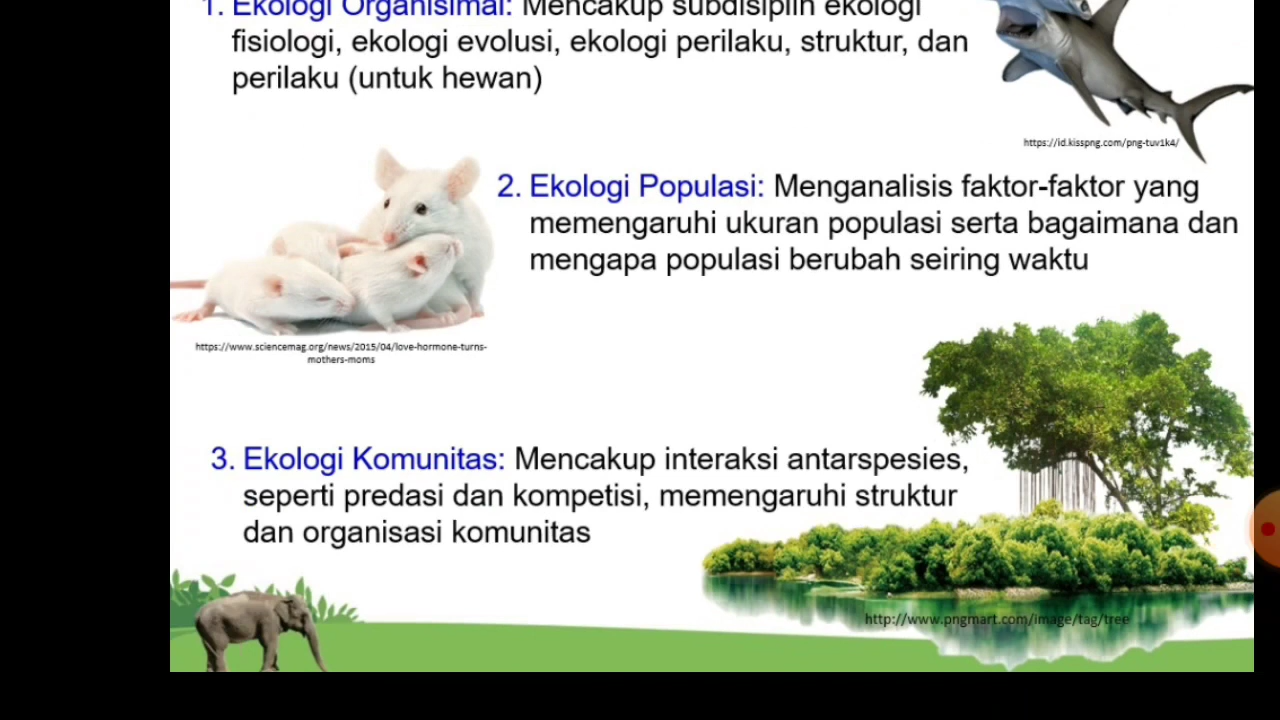 1. Ekologi Organisimal: Mencakup subdisiplin ekologi
fisiologi, ekologi evolusi, ekologi perilaku, struktur, dan
perilaku (untuk hewan)
https://id.kisspng.com/png-tuv1k4/
2. Ekologi Populasi: Menganalisis faktor-faktor yang
memengaruhi ukuran populasi serta bagaimana dan
mengapa populasi berubah seiring waktu
https://www.sciencemag.org/news/2015/04/love-hormone-turns-
mothers-moms
3. Ekologi Komunitas: Mencakup interaksi antarspesies,
seperti predasi dan kompetisi, memengaruhi struktur
dan organisasi komunitas
http://www.pngmart.com/image/tag/tree